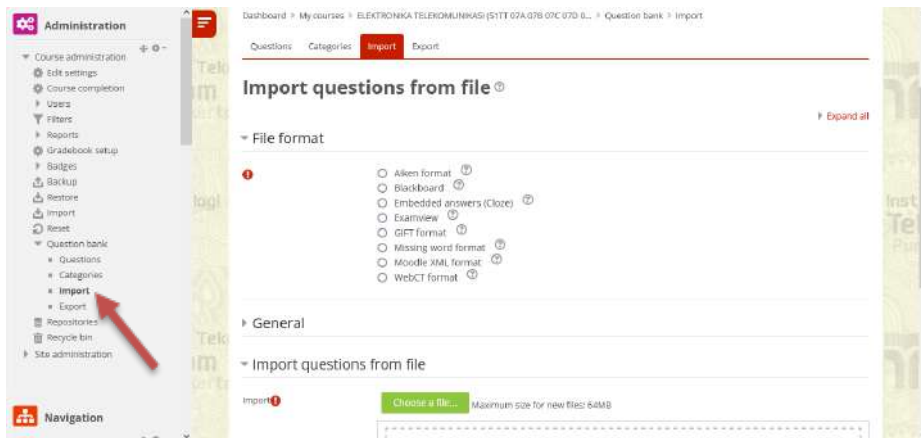 Administration
Course administration
Edit settings
Course completion
Users
Filters
Reports
Gradebook setup
Badges
Backup
Restore
Import
Reset
Question bank
Questions
Categories
Import
Export
Repositories
Recycle bin
Site administration
Navigation
Dashboard > My courses > ELEKTRONIKA TELEKOMUNIKASI (S1TT 07A 07B 07C 07D 0... > Question bank > Import
Questions Categories Import Export
Import questions from file
Expand all
File format
Aiken format
Blackboard
Embedded answers (Cloze)
Examview
GIFT format
Missing word format
Moodle XML format
WebCT format
General
Import questions from file
Import
Choose a file... Maximum size for new files: 64MB